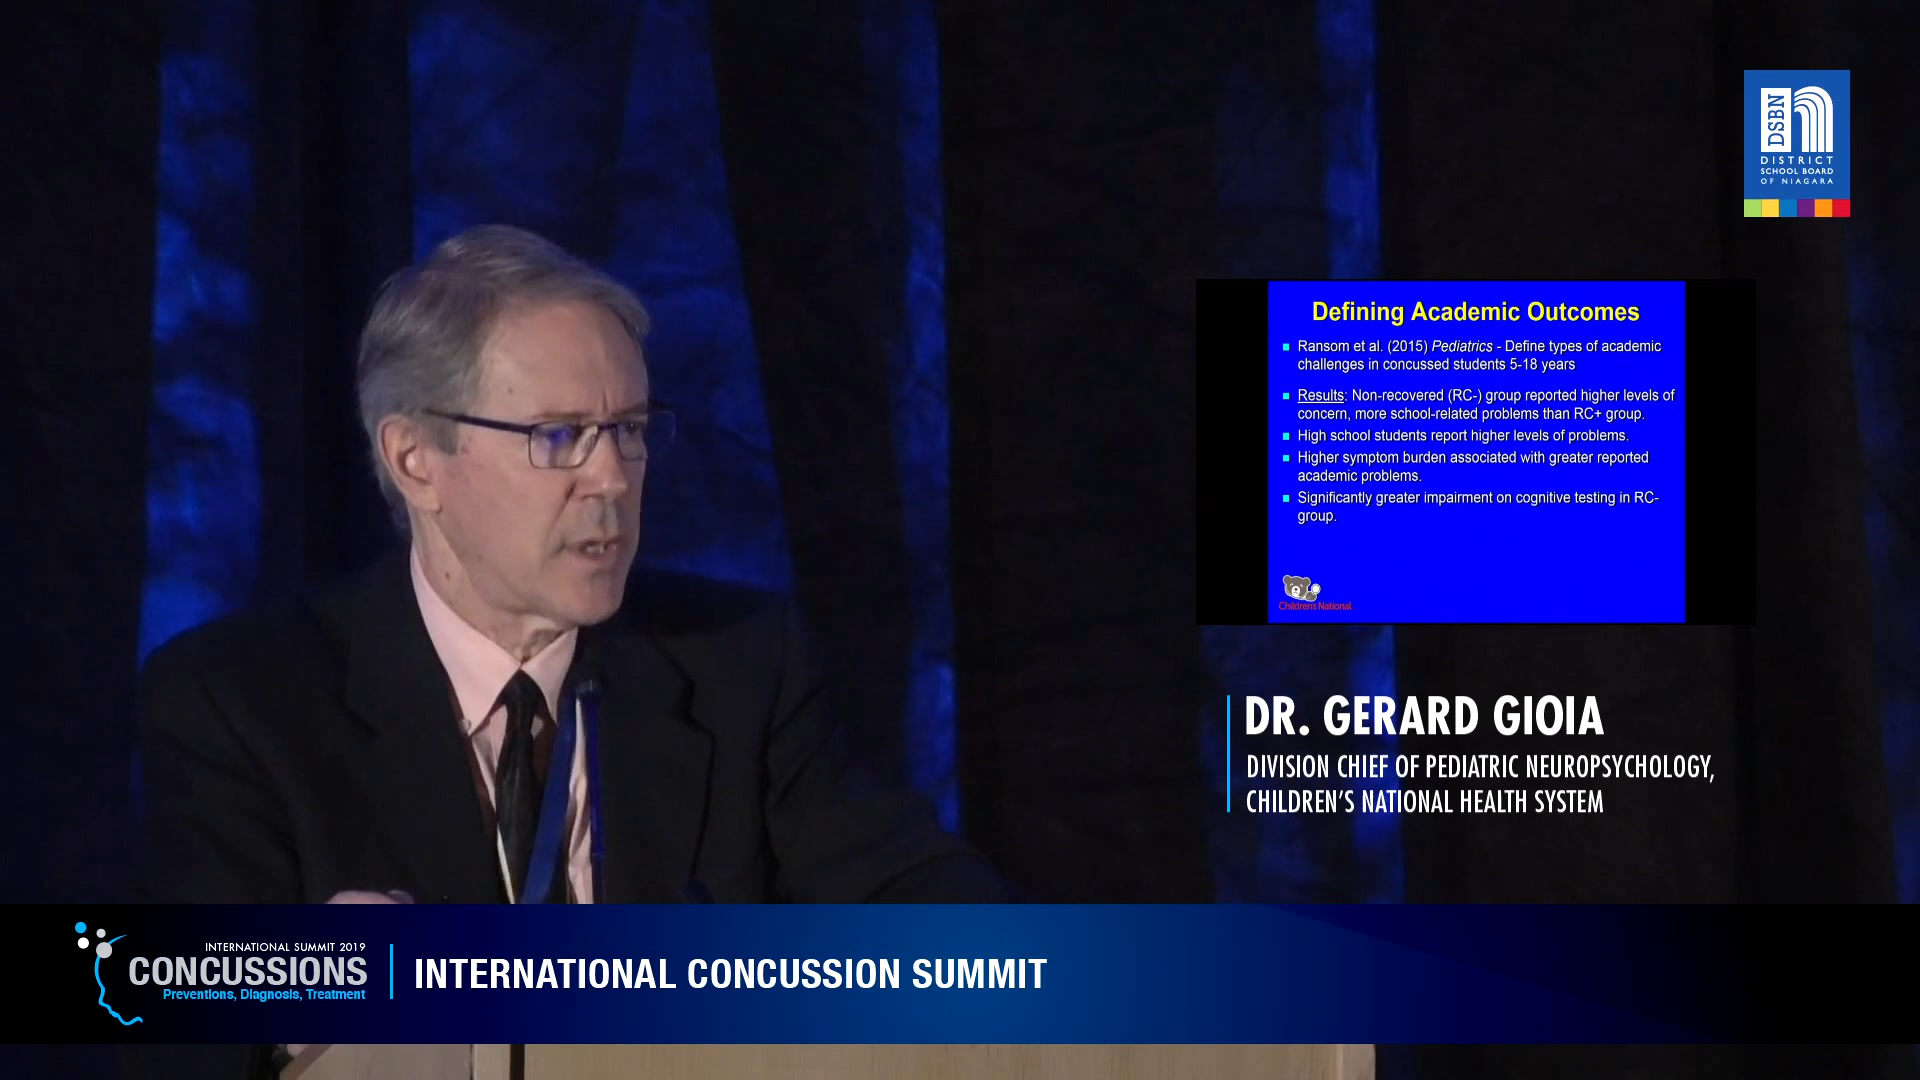 DSBN
DISTRICT
SCHOOL BOARD
OF NIAGARA
Defining Academic Outcomes
Ransom et al. (2015) Pediatrics - Define types of academic
challenges in concussed students 5-18 years
Results: Non-recovered (RC-) group reported higher levels of
concern, more school-related problems than RC+ group.
High school students report higher levels of problems.
Higher symptom burden associated with greater reported
academic problems.
Significantly greater impairment on cognitive testing in RC-
group.
Children's National
DR. GERARD GIOIA
DIVISION CHIEF OF PEDIATRIC NEUROPSYCHOLOGY,
CHILDREN'S NATIONAL HEALTH SYSTEM
INTERNATIONAL SUMMIT 2019
CONCUSSIONS
Preventions, Diagnosis, Treatment
INTERNATIONAL CONCUSSION SUMMIT